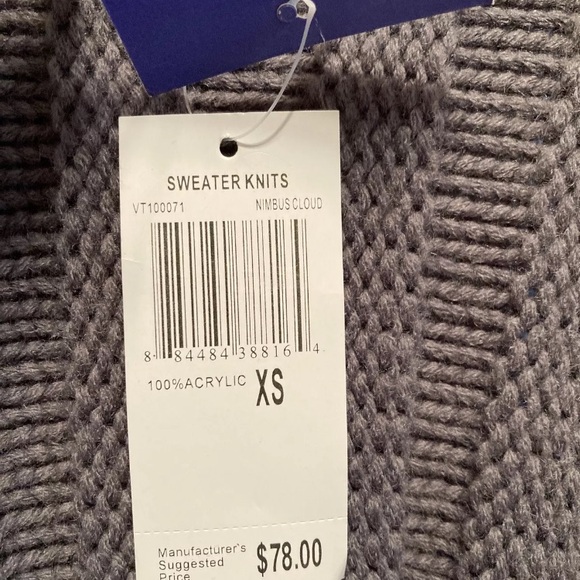 SWEATER KNITS
VT100071 NIMBUS CLOUD
8 84484 38816 4
100%ACRYLIC XS
Manufacturer's
Suggested $78.00
Price